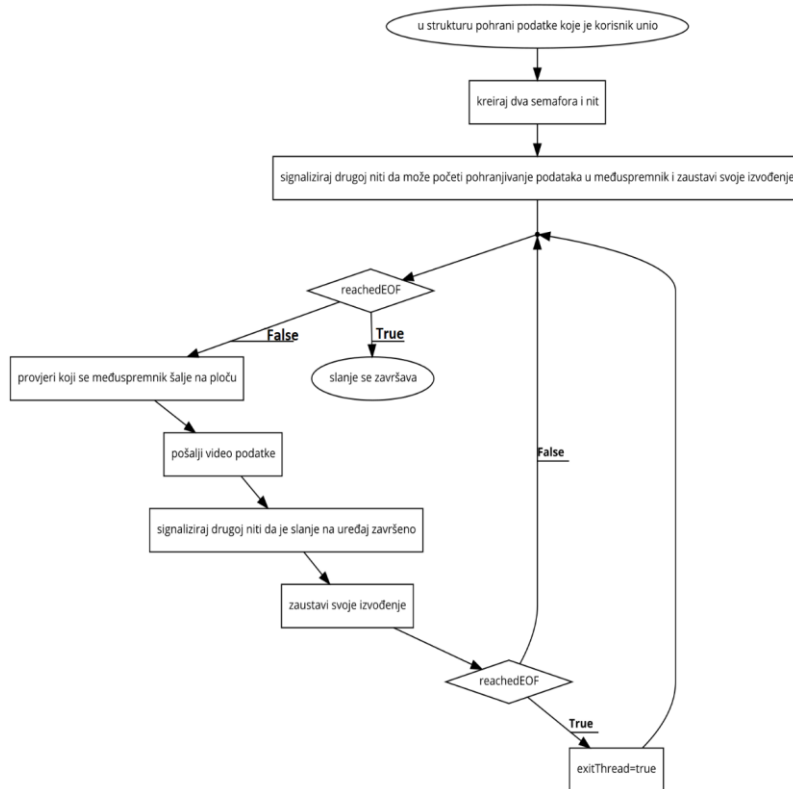 u strukturu pohrani podatke koje je korisnik unio
kreiraj dva semafora i nit
signaliziraj drugoj niti da može početi pohranjivanje podataka u međuspremnik i zaustavi svoje izvođenje
reachedEOF
False
True
provjeri koji se međuspremnik šalje na ploču
slanje se završava
pošalji video podatke
False
signaliziraj drugoj niti da je slanje na uređaj završeno
zaustavi svoje izvođenje
reachedEOF
True
exitThread=true